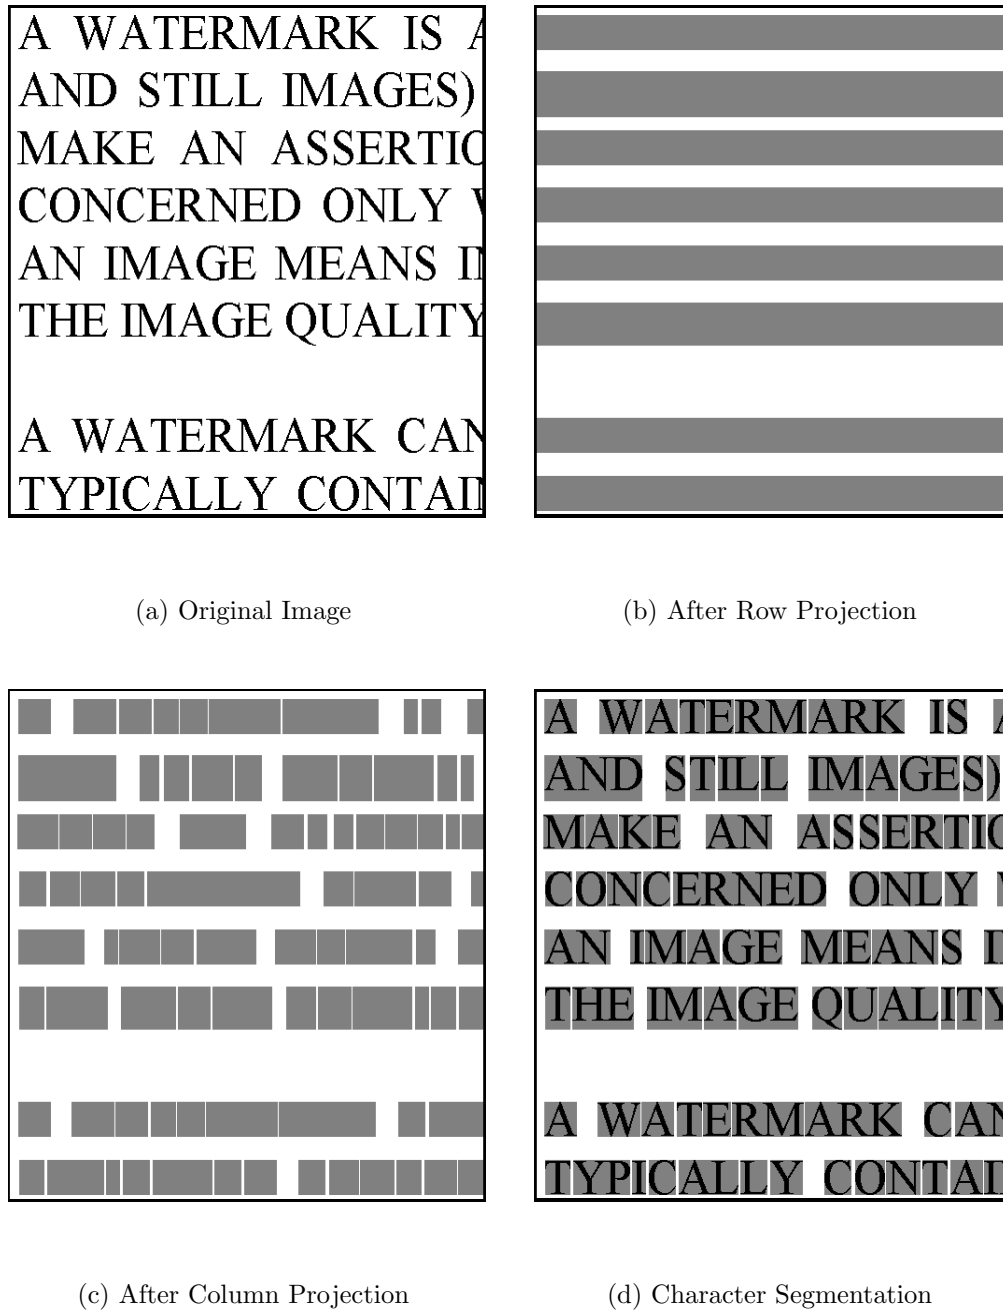 A WATERMARK IS A
AND STILL IMAGES)
MAKE AN ASSERTIO
CONCERNED ONLY
AN IMAGE MEANS IN
THE IMAGE QUALITY
A WATERMARK CAN
TYPICALLY CONTAIN
(a) Original Image
(b) After Row Projection
A WATERMARK IS
AND STILL IMAGES)
MAKE AN ASSERTIO
CONCERNED ONLY
AN IMAGE MEANS
THE IMAGE QUALITY
A WATERMARK CAN
TYPICALLY CONTAI
(c) After Column Projection
(d) Character Segmentation